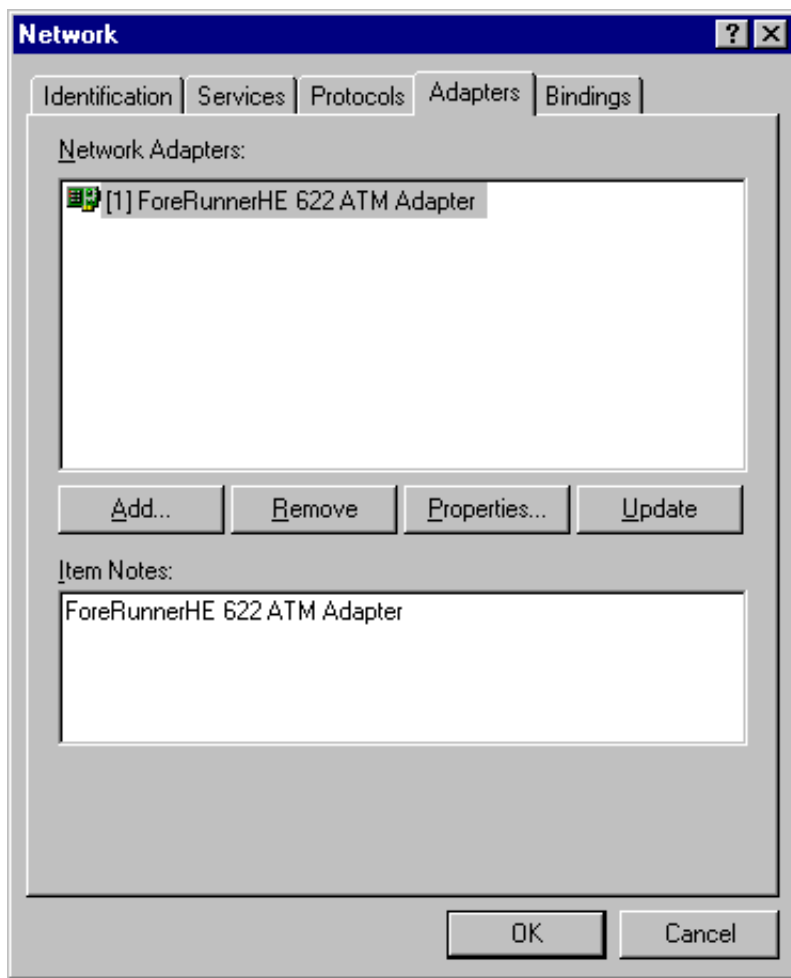 Network
Identification Services Protocols Adapters Bindings
Network Adapters:
[1] ForeRunnerHE 622 ATM Adapter
Add... Remove Properties... Update
Item Notes:
ForeRunnerHE 622 ATM Adapter
OK Cancel